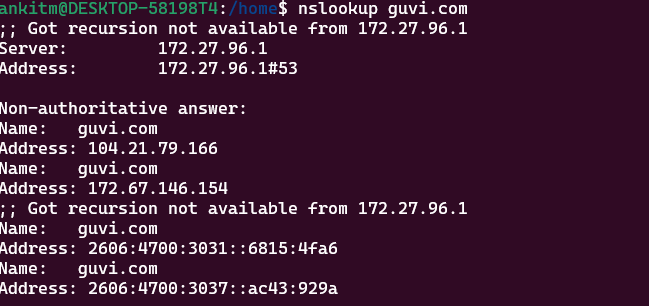 ankitm@DESKTOP-58198T4:/home$ nslookup guvi.com
;; Got recursion not available from 172.27.96.1
Server:         172.27.96.1
Address:        172.27.96.1#53

Non-authoritative answer:
Name:   guvi.com
Address: 104.21.79.166
Name:   guvi.com
Address: 172.67.146.154
;; Got recursion not available from 172.27.96.1
Name:   guvi.com
Address: 2606:4700:3031::6815:4fa6
Name:   guvi.com
Address: 2606:4700:3037::ac43:929a